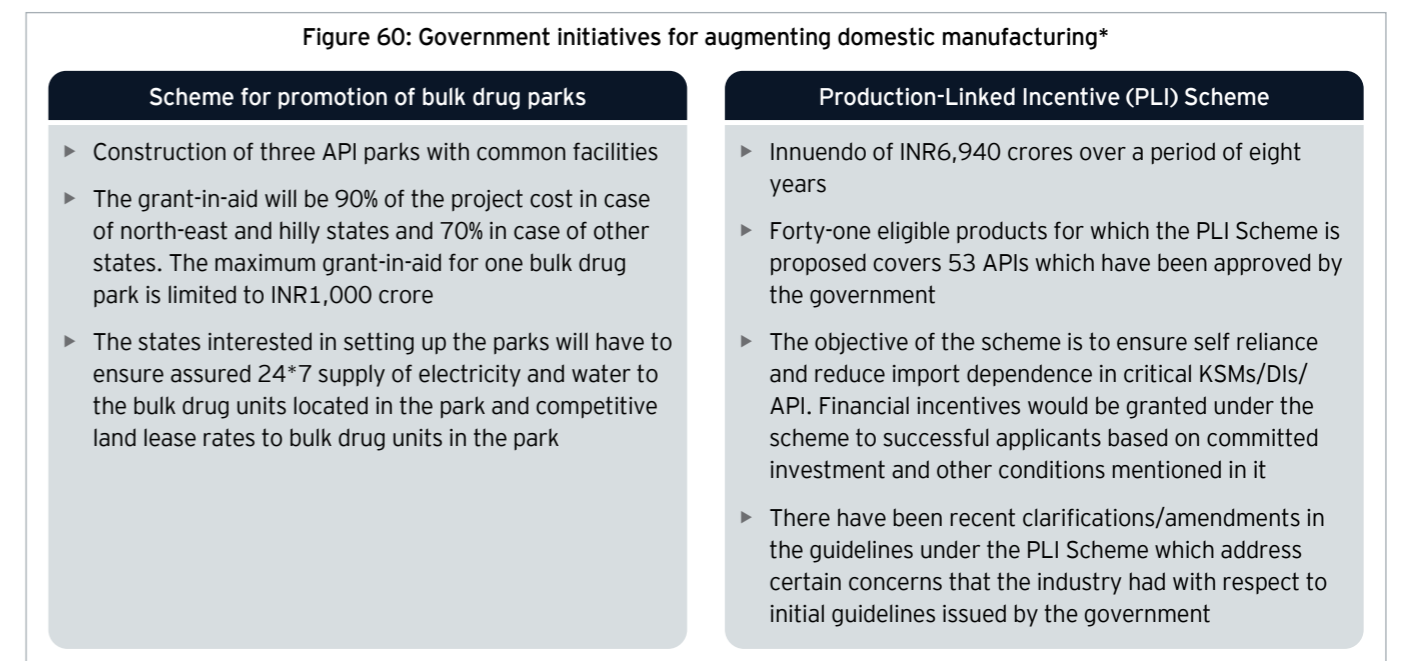 Figure 60: Government initiatives for augmenting domestic manufacturing*
Scheme for promotion of bulk drug parks
▶ Construction of three API parks with common facilities
▶ The grant-in-aid will be 90% of the project cost in case
of north-east and hilly states and 70% in case of other
states. The maximum grant-in-aid for one bulk drug
park is limited to INR1,000 crore
▶ The states interested in setting up the parks will have to
ensure assured 24*7 supply of electricity and water to
the bulk drug units located in the park and competitive
land lease rates to bulk drug units in the park
Production-Linked Incentive (PLI) Scheme
▶ Innuendo of INR6,940 crores over a period of eight
years
▶ Forty-one eligible products for which the PLI Scheme is
proposed covers 53 APIs which have been approved by
the government
▶ The objective of the scheme is to ensure self reliance
and reduce import dependence in critical KSMs/DIs/
API. Financial incentives would be granted under the
scheme to successful applicants based on committed
investment and other conditions mentioned in it
▶ There have been recent clarifications/amendments in
the guidelines under the PLI Scheme which address
certain concerns that the industry had with respect to
initial guidelines issued by the government